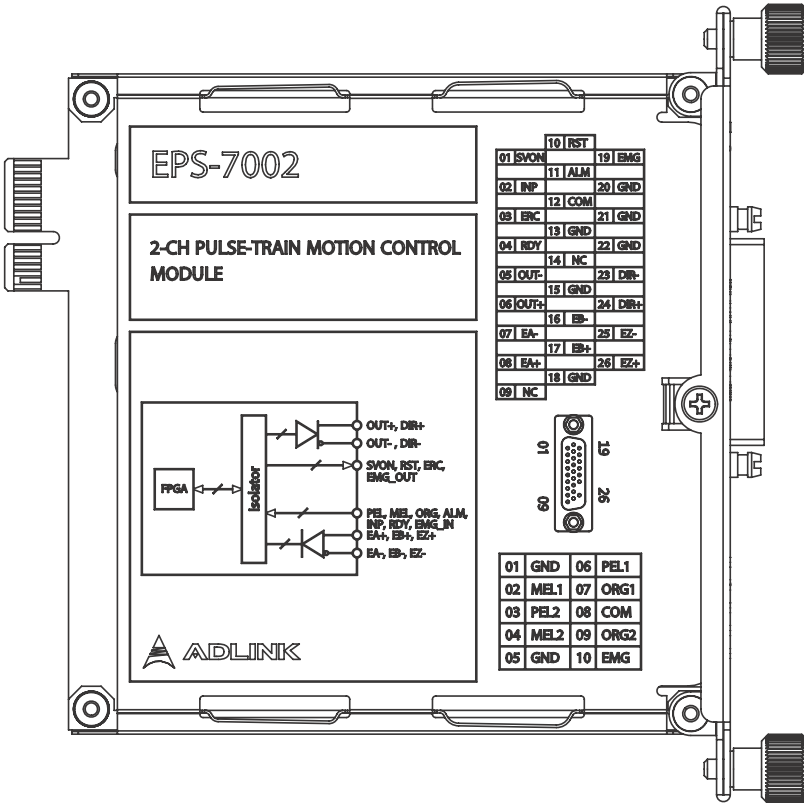 EPS-7002
2-CH PULSE-TRAIN MOTION CONTROL
MODULE
FPGA
isolator
OUT+, DIR+
OUT- , DIR-
SVON, RST, ERC,
EMG_OUT
PEL, MEL, ORG, ALM,
INP, RDY, EMG_IN
EA+, EB+, EZ+
EA-, EB-, EZ-
ADLINK
10 RST
01 SVON 19 EMG
11 ALM
02 INP 20 GND
12 COM
03 ERC 21 GND
13 GND
04 RDY 22 GND
14 NC
05 OUT- 23 DIR-
15 GND
06 OUT+ 24 DIR+
16 EB-
07 EA- 25 EZ-
17 EB+
08 EA+ 26 EZ+
18 GND
09 NC
01 19
09 26
01 GND 06 PEL1
02 MEL1 07 ORG1
03 PEL2 08 COM
04 MEL2 09 ORG2
05 GND 10 EMG